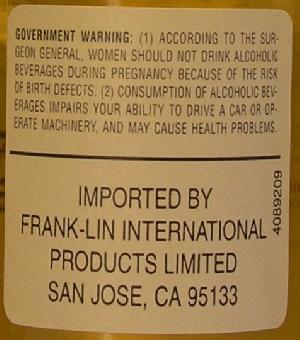 GOVERNMENT WARNING: (1) ACCORDING TO THE SUR-
GEON GENERAL, WOMEN SHOULD NOT DRINK ALCOHOLIC
BEVERAGES DURING PREGNANCY BECAUSE OF THE RISK
OF BIRTH DEFECTS. (2) CONSUMPTION OF ALCOHOLIC BEV-
ERAGES IMPAIRS YOUR ABILITY TO DRIVE A CAR OR OP-
ERATE MACHINERY, AND MAY CAUSE HEALTH PROBLEMS.
IMPORTED BY
FRANK-LIN INTERNATIONAL
PRODUCTS LIMITED
SAN JOSE, CA 95133
4089209